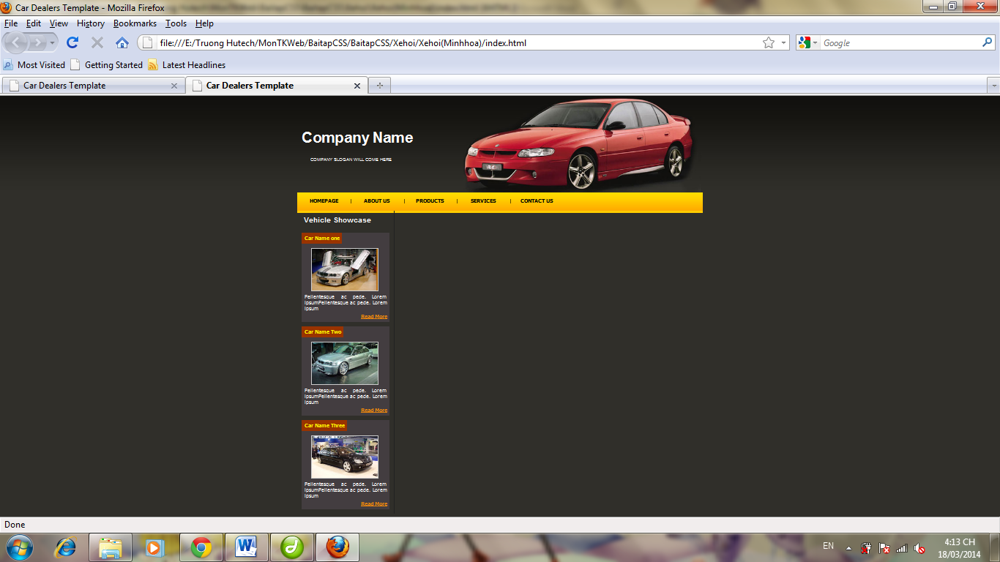 Car Dealers Template - Mozilla Firefox
File Edit View History Bookmarks Tools Help
file:///E:/Truong Hutech/MonTKWeb/BaitapCSS/BaitapCSS/Xehoi/Xehoi(Minhhoa)/index.html
Google
Most Visited Getting Started Latest Headlines
Car Dealers Template
Car Dealers Template
Company Name
COMPANY SLOGAN WILL COME HERE
HOMEPAGE | ABOUT US | PRODUCTS | SERVICES | CONTACT US
Vehicle Showcase
Car Name one
Pellentesque ac pede. Lorem
IpsumPellentesque ac pede. Lorem
Ipsum
Read More
Car Name Two
Pellentesque ac pede. Lorem
IpsumPellentesque ac pede. Lorem
Ipsum
Read More
Car Name Three
Pellentesque ac pede. Lorem
IpsumPellentesque ac pede. Lorem
Ipsum
Read More
Done
EN
4:13 CH
18/03/2014